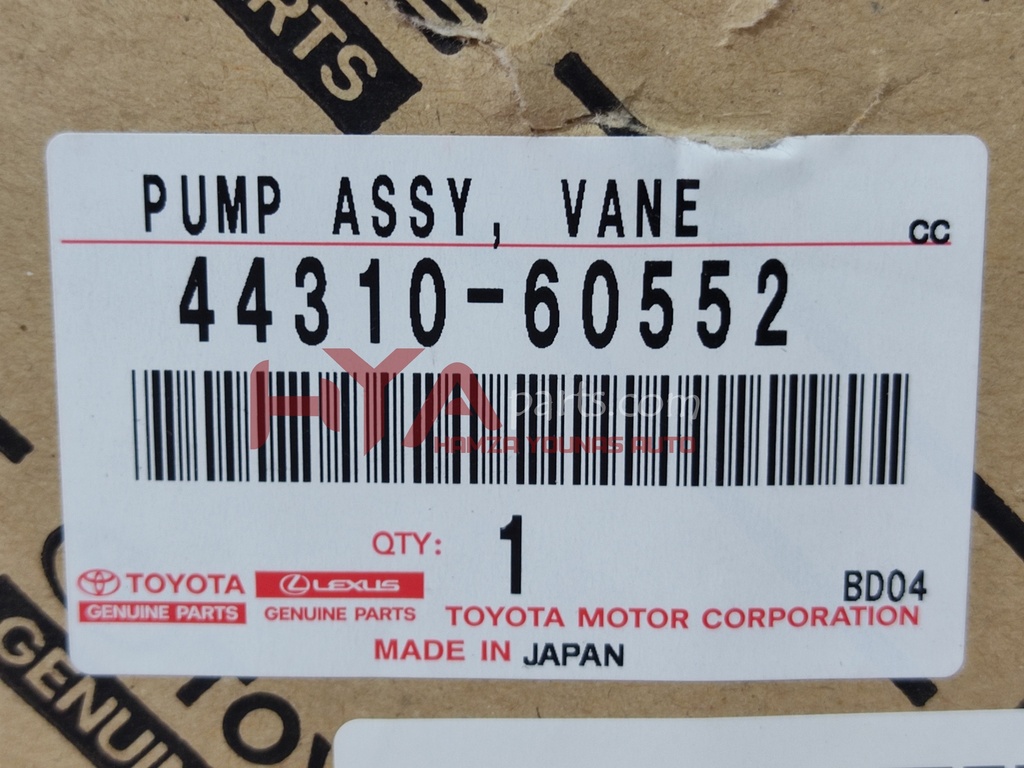 PARTS
PUMP ASSY, VANE
CC
44310-60552
HYA parts.com
HAMZA YOUNAS AUTO
QTY: 1
TOYOTA LEXUS BD04
GENUINE PARTS GENUINE PARTS TOYOTA MOTOR CORPORATION
MADE IN JAPAN